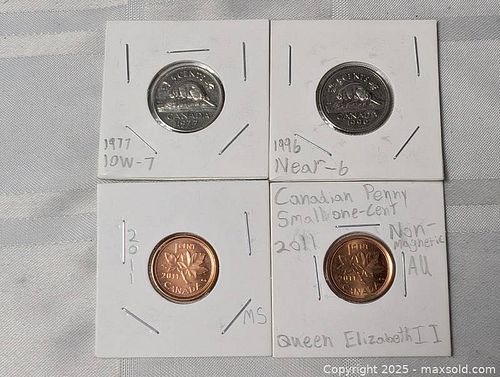 5 CENTS
CANADA
1977
1977
low-7
5 CENTS
CANADA
1996
1996
Near-6
2011
1 CENT
2011
CANADA
MS
Canadian Penny
Small one-cent
2011
Non-
magnetic
AU
1 CENT
2011
CANADA
Queen Elizabeth II
Copyright © 2025 - maxsold.com